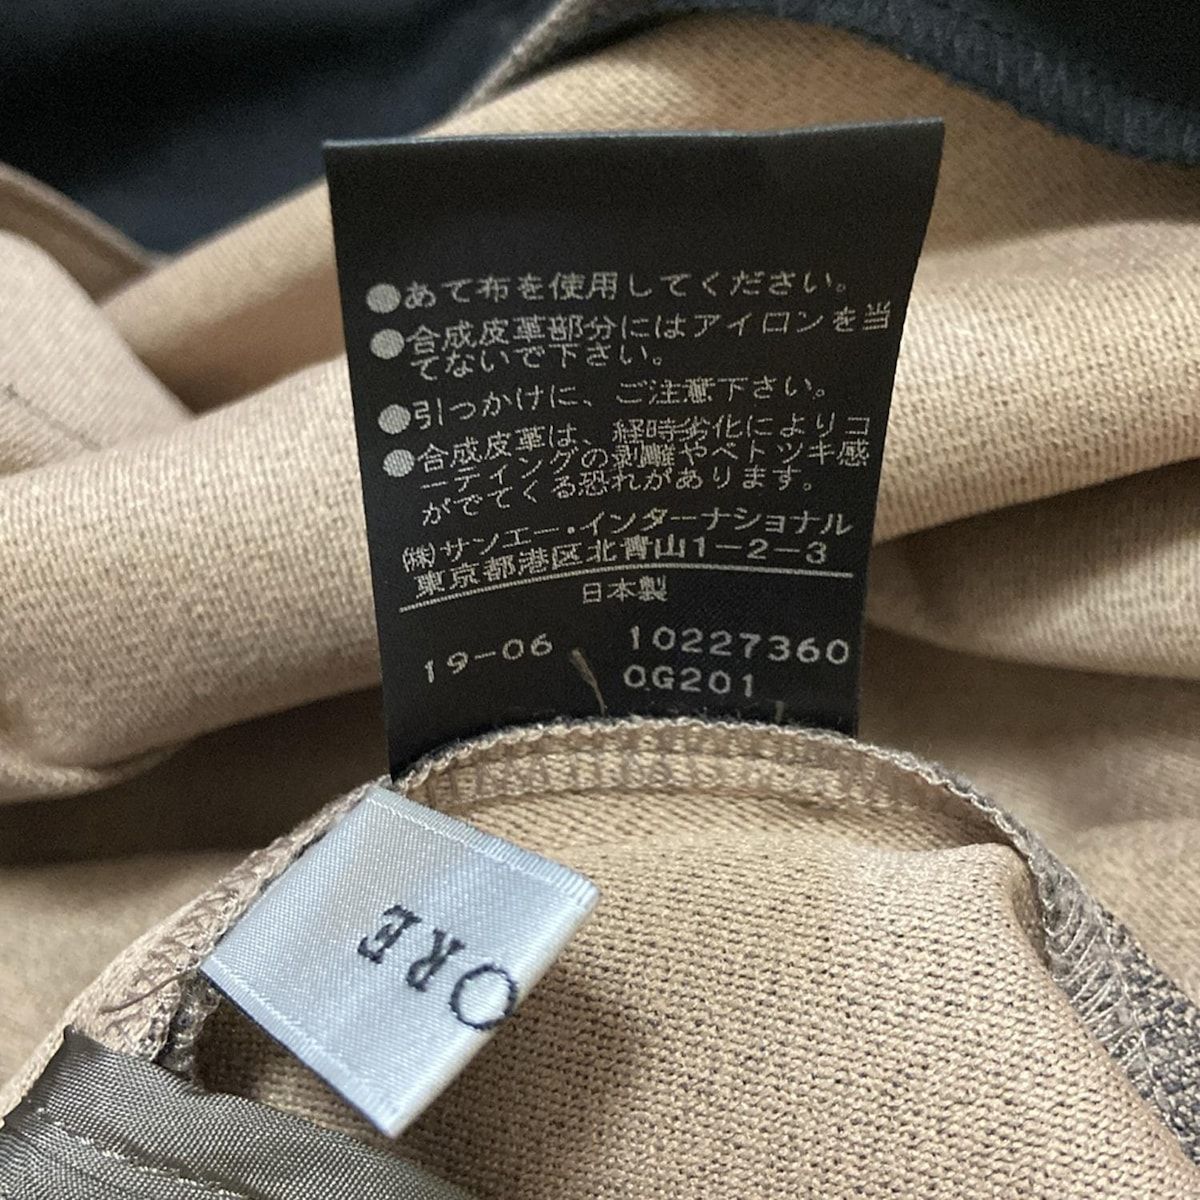 ●あて布を使用してください。
●合成皮革部分にはアイロンを当
てないで下さい。
●引っかけに、ご注意下さい。
●合成皮革は、経時劣化によりコ
ーティングの剥離やベトツキ感
がでてくる恐れがあります。
(株)サンエー・インターナショナル
東京都港区北青山1-2-3
日本製
19-06 10227360
0G201
ORE